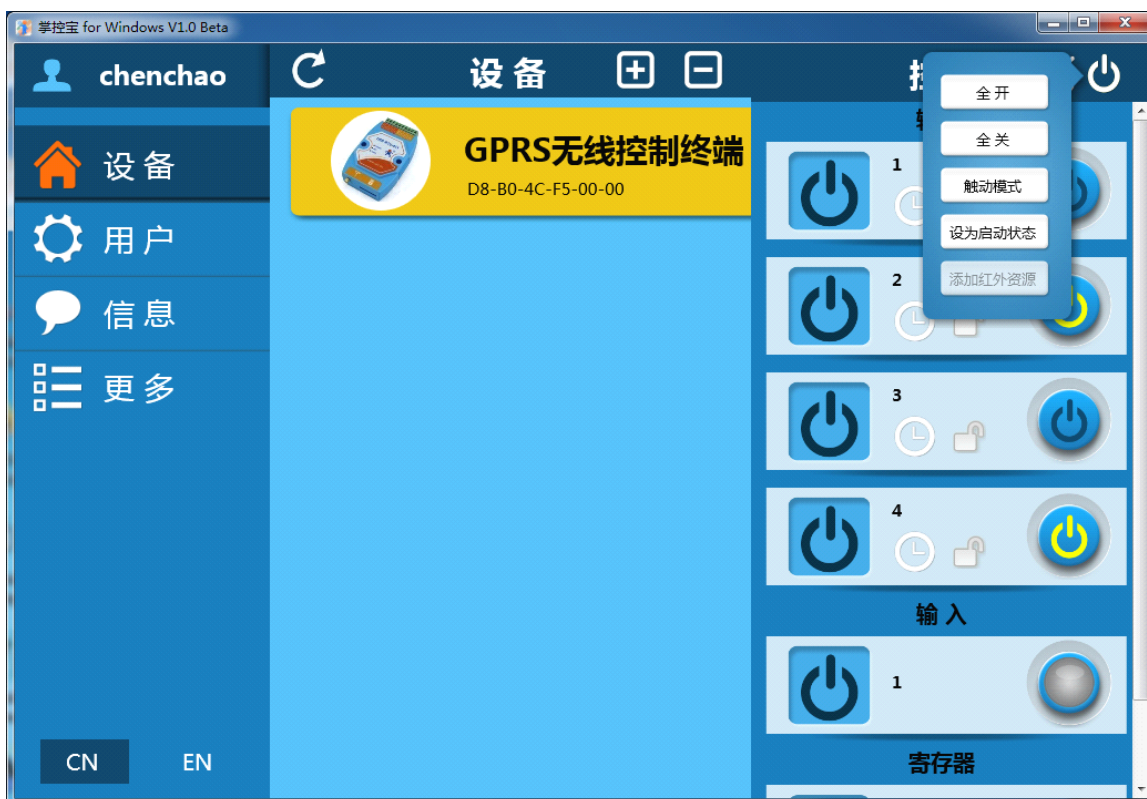 掌控宝 for Windows V1.0 Beta
chenchao
设备
用户
信息
更多
CN
EN
设备
GPRS无线控制终端
D8-B0-4C-F5-00-00
控
全开
全关
触动模式
设为启动状态
添加红外资源
1
2
3
4
输入
1
寄存器